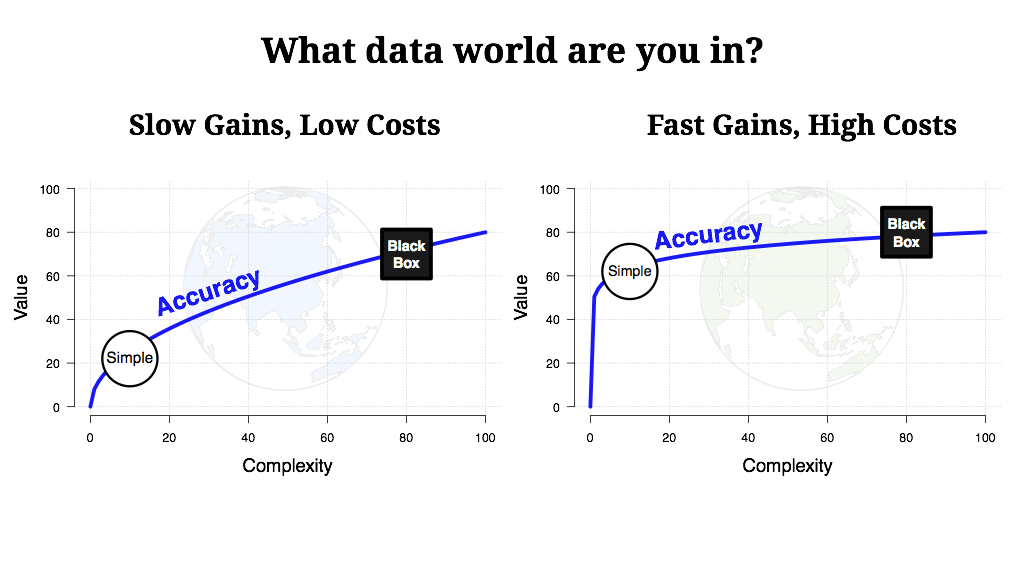 What data world are you in?
Slow Gains, Low Costs
Fast Gains, High Costs
100
80
60
40
20
0
Value
Accuracy
Simple
Black
Box
0 20 40 60 80 100
Complexity
100
80
60
40
20
0
Value
Accuracy
Simple
Black
Box
0 20 40 60 80 100
Complexity